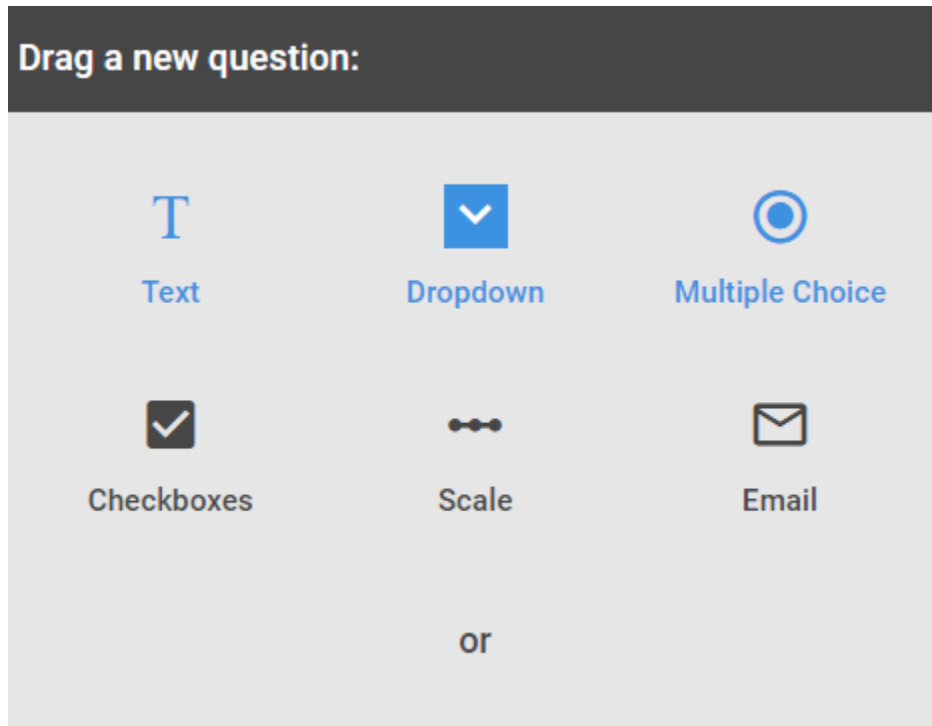 Drag a new question:
Text Dropdown Multiple Choice
Checkboxes Scale Email
or